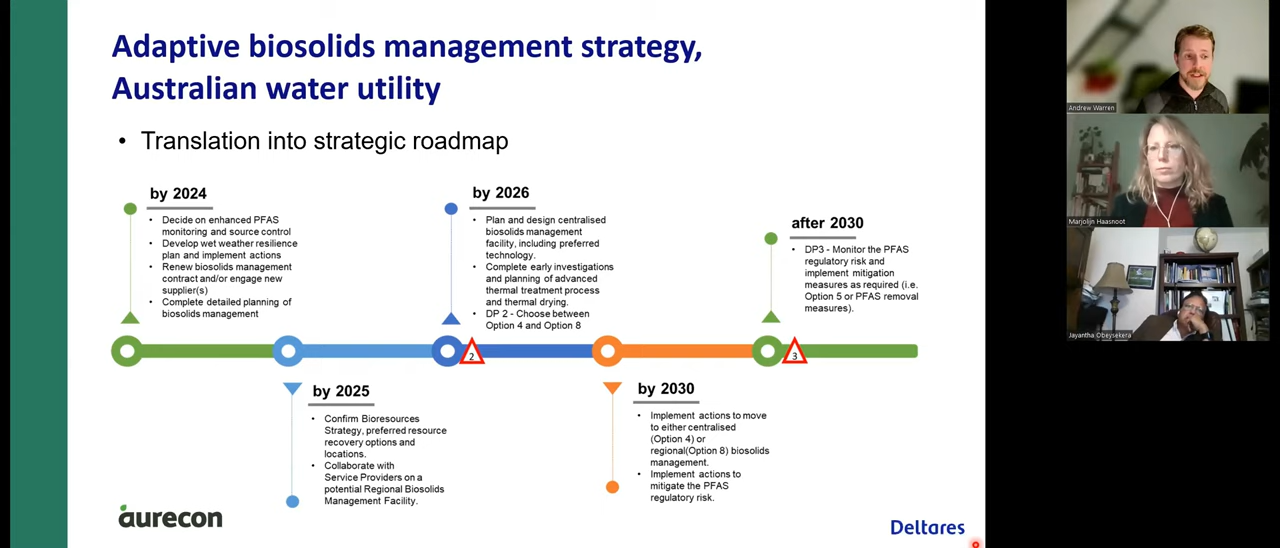 Adaptive biosolids management strategy,
Australian water utility
• Translation into strategic roadmap
by 2024
• Decide on enhanced PFAS
monitoring and source control
• Develop wet weather resilience
plan and implement actions
• Renew biosolids management
contract and/or engage new
supplier(s)
• Complete detailed planning of
biosolids management
by 2026
• Plan and design centralised
biosolids management
facility, including preferred
technology.
• Complete early investigations
and planning of advanced
thermal treatment process
and thermal drying.
• DP 2 - Choose between
Option 4 and Option 8
after 2030
• DP3 - Monitor the PFAS
regulatory risk and
implement mitigation
measures as required (i.e.
Option 5 or PFAS removal
measures).
2
3
by 2025
• Confirm Bioresources
Strategy, preferred resource
recovery options and
locations.
• Collaborate with
Service Providers on a
potential Regional Biosolids
Management Facility.
by 2030
• Implement actions to move
to either centralised
(Option 4) or
regional(Option 8) biosolids
management.
• Implement actions to
mitigate the PFAS
regulatory risk.
aurecon
Deltares
Andrew Warren
Marjolijn Haasnoot
Jayantha Obeysekera